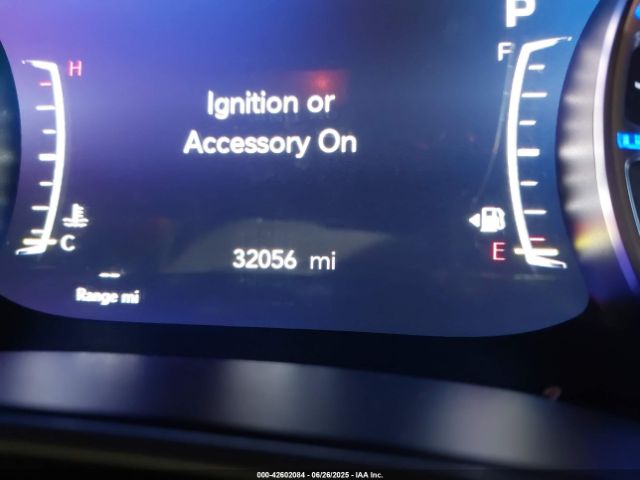 P
H
F
Ignition or
Accessory On
C
E
32056 mi
Range mi
000-42602084 - 06/26/2025 - IAA Inc.